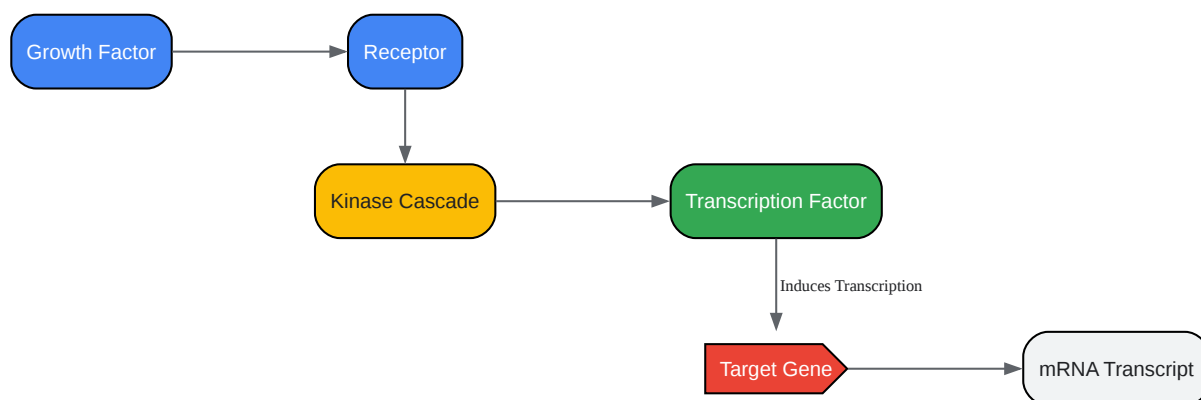 Growth Factor
Receptor
Kinase Cascade
Transcription Factor
Induces Transcription
Target Gene
mRNA Transcript